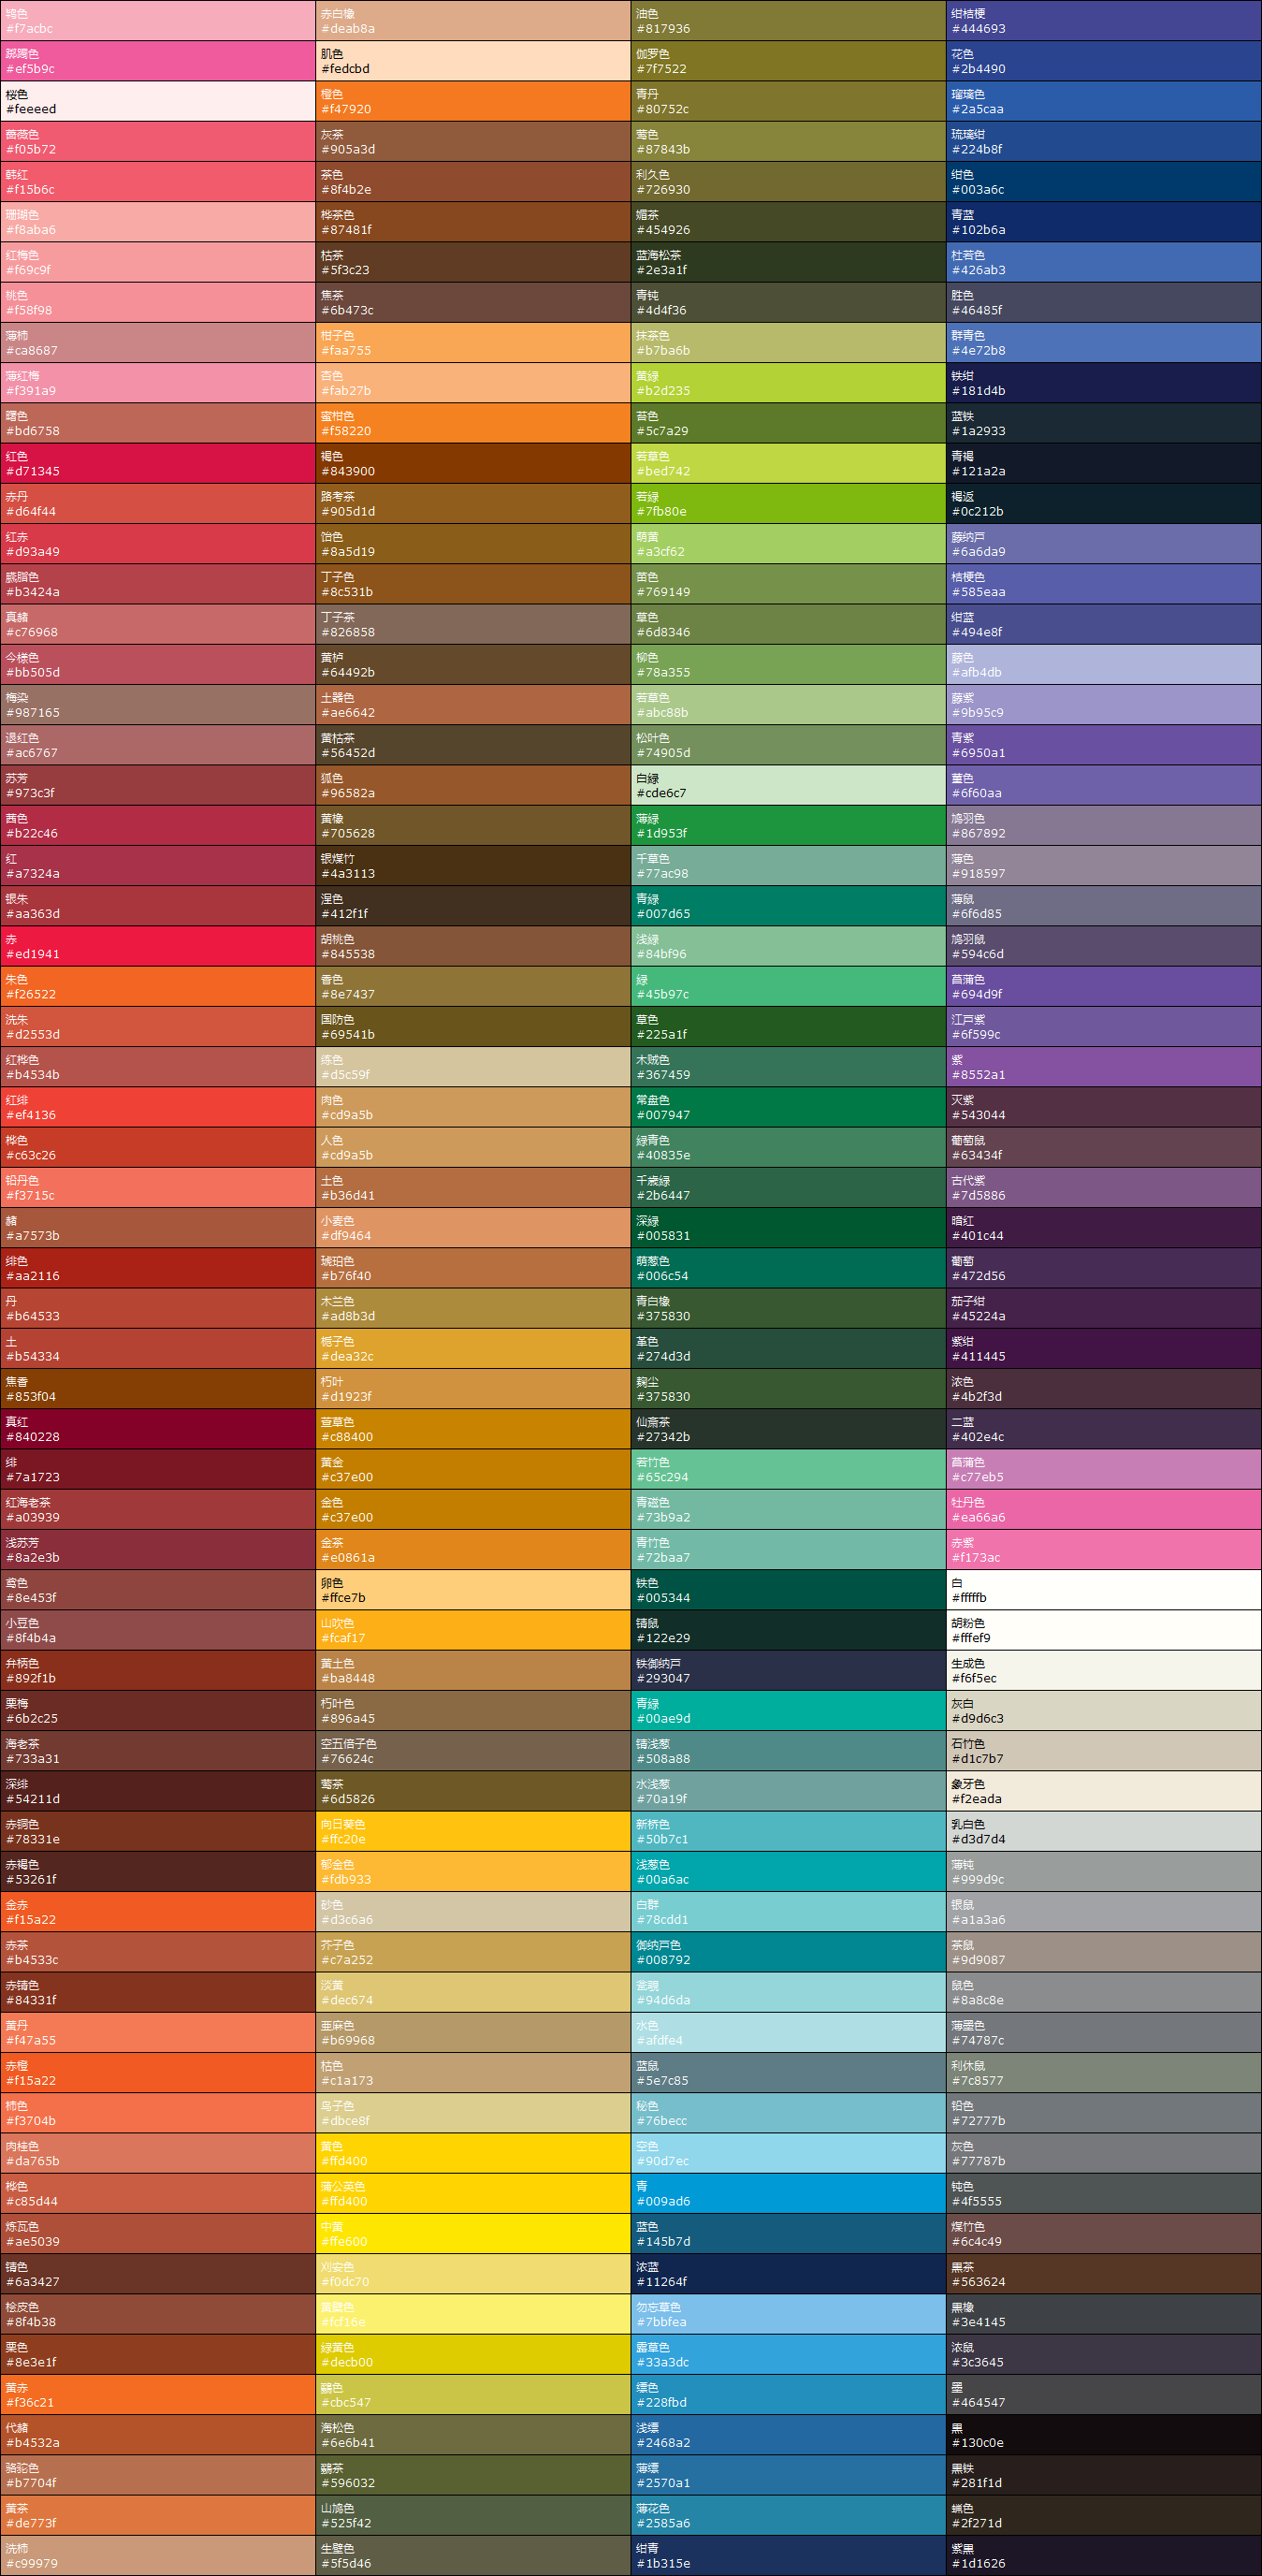 鸨色
#f7acbc
踯躅色
#ef5b9c
桜色
#feeeed
蔷薇色
#f05b72
韩红
#f15b6c
珊瑚色
#f8aba6
红梅色
#f69c9f
桃色
#f58f98
薄柿
#ca8687
薄红梅
#f391a9
曙色
#bd6758
红色
#d71345
赤丹
#d64f44
红赤
#d93a49
臙脂色
#b3424a
真赭
#c76968
今様色
#bb505d
梅染
#987165
退红色
#ac6767
苏芳
#973c3f
茜色
#b22c46
红
#a7324a
银朱
#aa363d
赤
#ed1941
朱色
#f26522
洗朱
#d2553d
红桦色
#b4534b
红绯
#ef4136
桦色
#c63c26
铅丹色
#f3715c
赭
#a7573b
绯色
#aa2116
丹
#b64533
土
#b54334
焦香
#853f04
真红
#840228
绯
#7a1723
红海老茶
#a03939
浅苏芳
#8a2e3b
鸢色
#8e453f
小豆色
#8f4b4a
弁柄色
#892f1b
栗梅
#6b2c25
海老茶
#733a31
深绯
#54211d
赤铜色
#78331e
赤褐色
#53261f
金赤
#f15a22
赤茶
#b4533c
赤锖色
#84331f
黄丹
#f47a55
赤橙
#f15a22
柿色
#f3704b
肉桂色
#da765b
桦色
#c85d44
炼瓦色
#ae5039
锖色
#6a3427
桧皮色
#8f4b38
栗色
#8e3e1f
黄赤
#f36c21
代赭
#b4532a
骆驼色
#b7704f
黄茶
#de773f
洗柿
#c99979
赤白橡
#deab8a
肌色
#fedcbd
橙色
#f47920
灰茶
#905a3d
茶色
#8f4b2e
桦茶色
#87481f
枯茶
#5f3c23
焦茶
#6b473c
柑子色
#faa755
杏色
#fab27b
蜜柑色
#f58220
褐色
#843900
路考茶
#905d1d
饴色
#8a5d19
丁子色
#8c531b
丁子茶
#826858
黄栌
#64492b
土器色
#ae6642
黄枯茶
#56452d
狐色
#96582a
黄橡
#705628
银煤竹
#4a3113
涅色
#412f1f
胡桃色
#845538
香色
#8e7437
国防色
#69541b
练色
#d5c59f
肉色
#cd9a5b
人色
#cd9a5b
土色
#b36d41
小麦色
#df9464
琥珀色
#b76f40
木兰色
#ad8b3d
栀子色
#dea32c
朽叶
#d1923f
萱草色
#c88400
黄金
#c37e00
金色
#c37e00
金茶
#e0861a
卵色
#ffce7b
山吹色
#fcaf17
黄土色
#ba8448
朽叶色
#896a45
空五倍子色
#76624c
莺茶
#6d5826
向日葵色
#ffc20e
郁金色
#fdb933
砂色
#d3c6a6
芥子色
#c7a252
淡黄
#dec674
亜麻色
#b69968
枯色
#c1a173
鸟子色
#dbce8f
黄色
#ffd400
蒲公英色
#ffd400
中黄
#ffe600
刈安色
#f0dc70
黄檗色
#fcf16e
緑黄色
#decb00
鶸色
#cbc547
海松色
#6e6b41
鶸茶
#596032
山鸠色
#525f42
生壁色
#5f5d46
油色
#817936
伽罗色
#7f7522
青丹
#80752c
莺色
#87843b
利久色
#726930
媚茶
#454926
蓝海松茶
#2e3a1f
青钝
#4d4f36
抹茶色
#b7ba6b
黄緑
#b2d235
苔色
#5c7a29
若草色
#bed742
若緑
#7fb80e
萌黄
#a3cf62
苗色
#769149
草色
#6d8346
柳色
#78a355
若草色
#abc88b
松叶色
#74905d
白緑
#cde6c7
薄緑
#1d953f
千草色
#77ac98
青緑
#007d65
浅緑
#84bf96
緑
#45b97c
草色
#225a1f
木贼色
#367459
常盘色
#007947
緑青色
#40835e
千歳緑
#2b6447
深緑
#005831
萌葱色
#006c54
青白橡
#375830
革色
#274d3d
麹尘
#375830
仙斎茶
#27342b
若竹色
#65c294
青磁色
#73b9a2
青竹色
#72baa7
铁色
#005344
锖鼠
#122e29
铁御纳戸
#293047
青緑
#00ae9d
锖浅葱
#508a88
水浅葱
#70a19f
新桥色
#50b7c1
浅葱色
#00a6ac
白群
#78cdd1
御纳戸色
#008792
瓮覗
#94d6da
水色
#afdfe4
蓝鼠
#5e7c85
秘色
#76becc
空色
#90d7ec
青
#009ad6
蓝色
#145b7d
浓蓝
#11264f
勿忘草色
#7bbfea
露草色
#33a3dc
缥色
#228fbd
浅缥
#2468a2
薄缥
#2570a1
薄花色
#2585a6
绀青
#1b315e
绀桔梗
#444693
花色
#2b4490
瑠璃色
#2a5caa
琉璃绀
#224b8f
绀色
#003a6c
青蓝
#102b6a
杜若色
#426ab3
胜色
#46485f
群青色
#4e72b8
铁绀
#181d4b
蓝铁
#1a2933
青褐
#121a2a
褐返
#0c212b
藤纳戸
#6a6da9
桔梗色
#585eaa
绀蓝
#494e8f
藤色
#afb4db
藤紫
#9b95c9
青紫
#6950a1
菫色
#6f60aa
鸠羽色
#867892
薄色
#918597
薄鼠
#6f6d85
鸠羽鼠
#594c6d
菖蒲色
#694d9f
江戸紫
#6f599c
紫
#8552a1
灭紫
#543044
葡萄鼠
#63434f
古代紫
#7d5886
暗红
#401c44
葡萄
#472d56
茄子绀
#45224a
紫绀
#411445
浓色
#4b2f3d
二蓝
#402e4c
菖蒲色
#c77eb5
牡丹色
#ea66a6
赤紫
#f173ac
白
#fffffb
胡粉色
#fffef9
生成色
#f6f5ec
灰白
#d9d6c3
石竹色
#d1c7b7
象牙色
#f2eada
乳白色
#d3d7d4
薄钝
#999d9c
银鼠
#a1a3a6
茶鼠
#9d9087
鼠色
#8a8c8e
薄墨色
#74787c
利休鼠
#7c8577
铅色
#72777b
灰色
#77787b
钝色
#4f5555
煤竹色
#6c4c49
黒茶
#563624
黒橡
#3e4145
浓鼠
#3c3645
墨
#464547
黒
#130c0e
黒铁
#281f1d
蝋色
#2f271d
紫黒
#1d1626